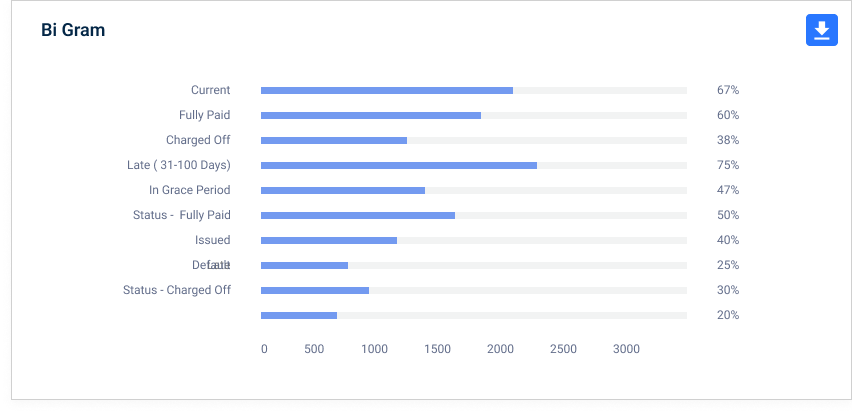 Bi Gram
Current 67%
Fully Paid 60%
Charged Off 38%
Late ( 31-100 Days) 75%
In Grace Period 47%
Status - Fully Paid 50%
Issued 40%
Default 25%
Status - Charged Off 30%
20%
0 500 1000 1500 2000 2500 3000